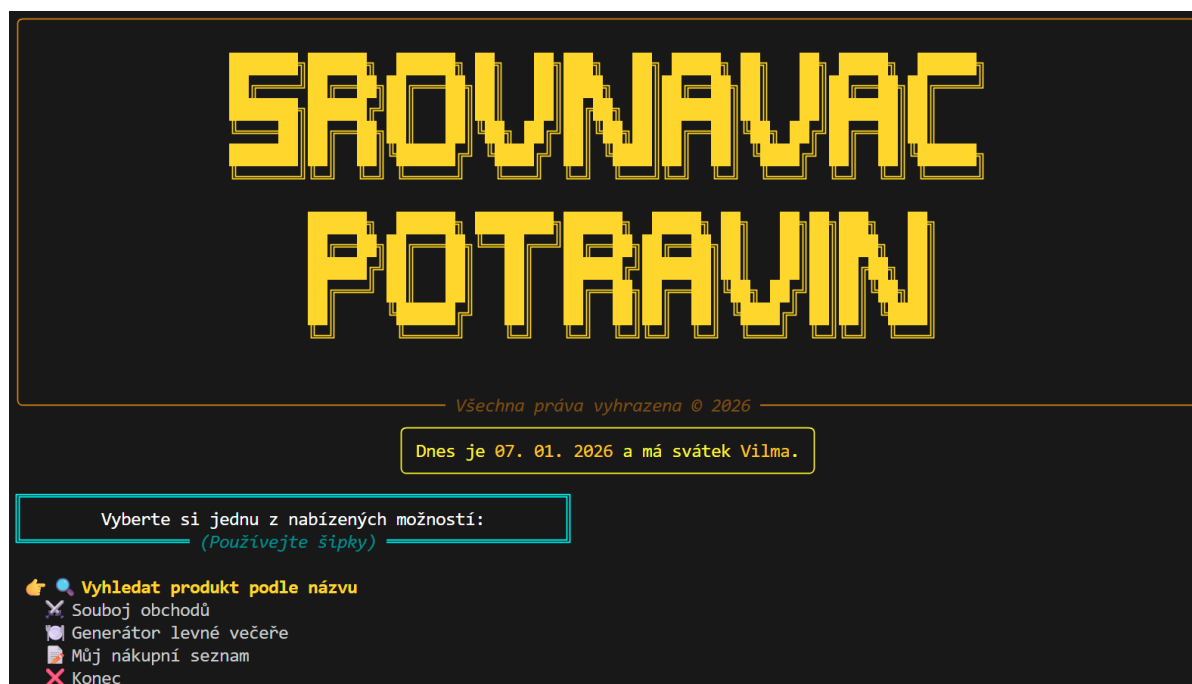 SROVNAVAC
POTRAVIN
Všechna práva vyhrazena © 2026
Dnes je 07. 01. 2026 a má svátek Vilma.
Vyberte si jednu z nabízených možností:
(Používejte šipky)
Vyhledat produkt podle názvu
Souboj obchodů
Generátor levné večeře
Můj nákupní seznam
Konec